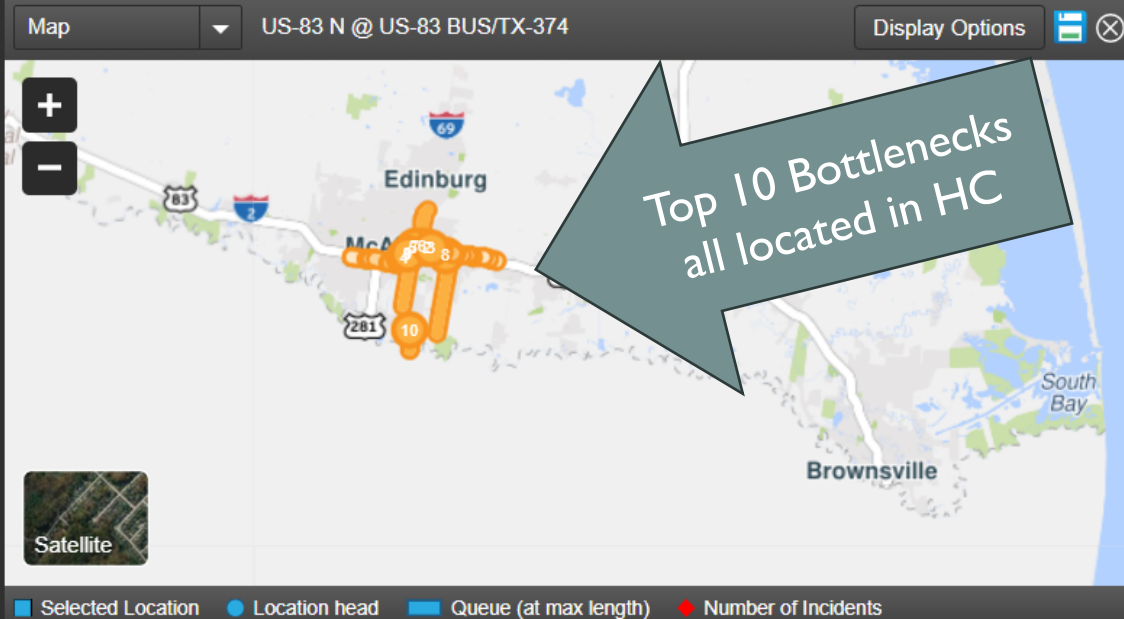 Map
US-83 N @ US-83 BUS/TX-374
Display Options
+
−
69
Edinburg
83
2
McA
8
281
10
Top 10 Bottlenecks
all located in HC
South
Bay
Brownsville
Satellite
Selected Location
Location head
Queue (at max length)
Number of Incidents